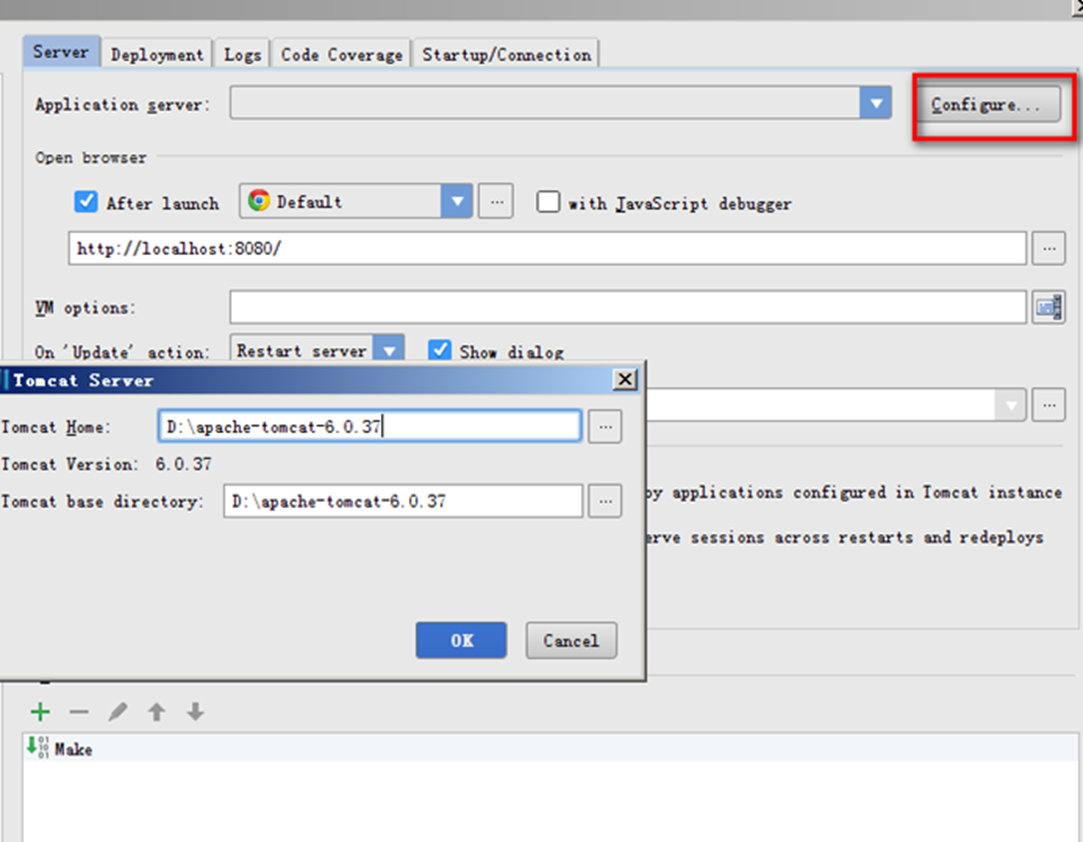 Server Deployment Logs Code Coverage Startup/Connection
Application server: Configure...
Open browser
After launch Default ... with JavaScript debugger
http://localhost:8080/ ...
VM options:
On 'Update' action: Restart server Show dialog
Tomcat Server
...
Tomcat Home: D:\apache-tomcat-6.0.37 ...
Tomcat Version: 6.0.37
Tomcat base directory: D:\apache-tomcat-6.0.37 ...
applications configured in Tomcat instance
sessions across restarts and redeploys
OK Cancel
Make